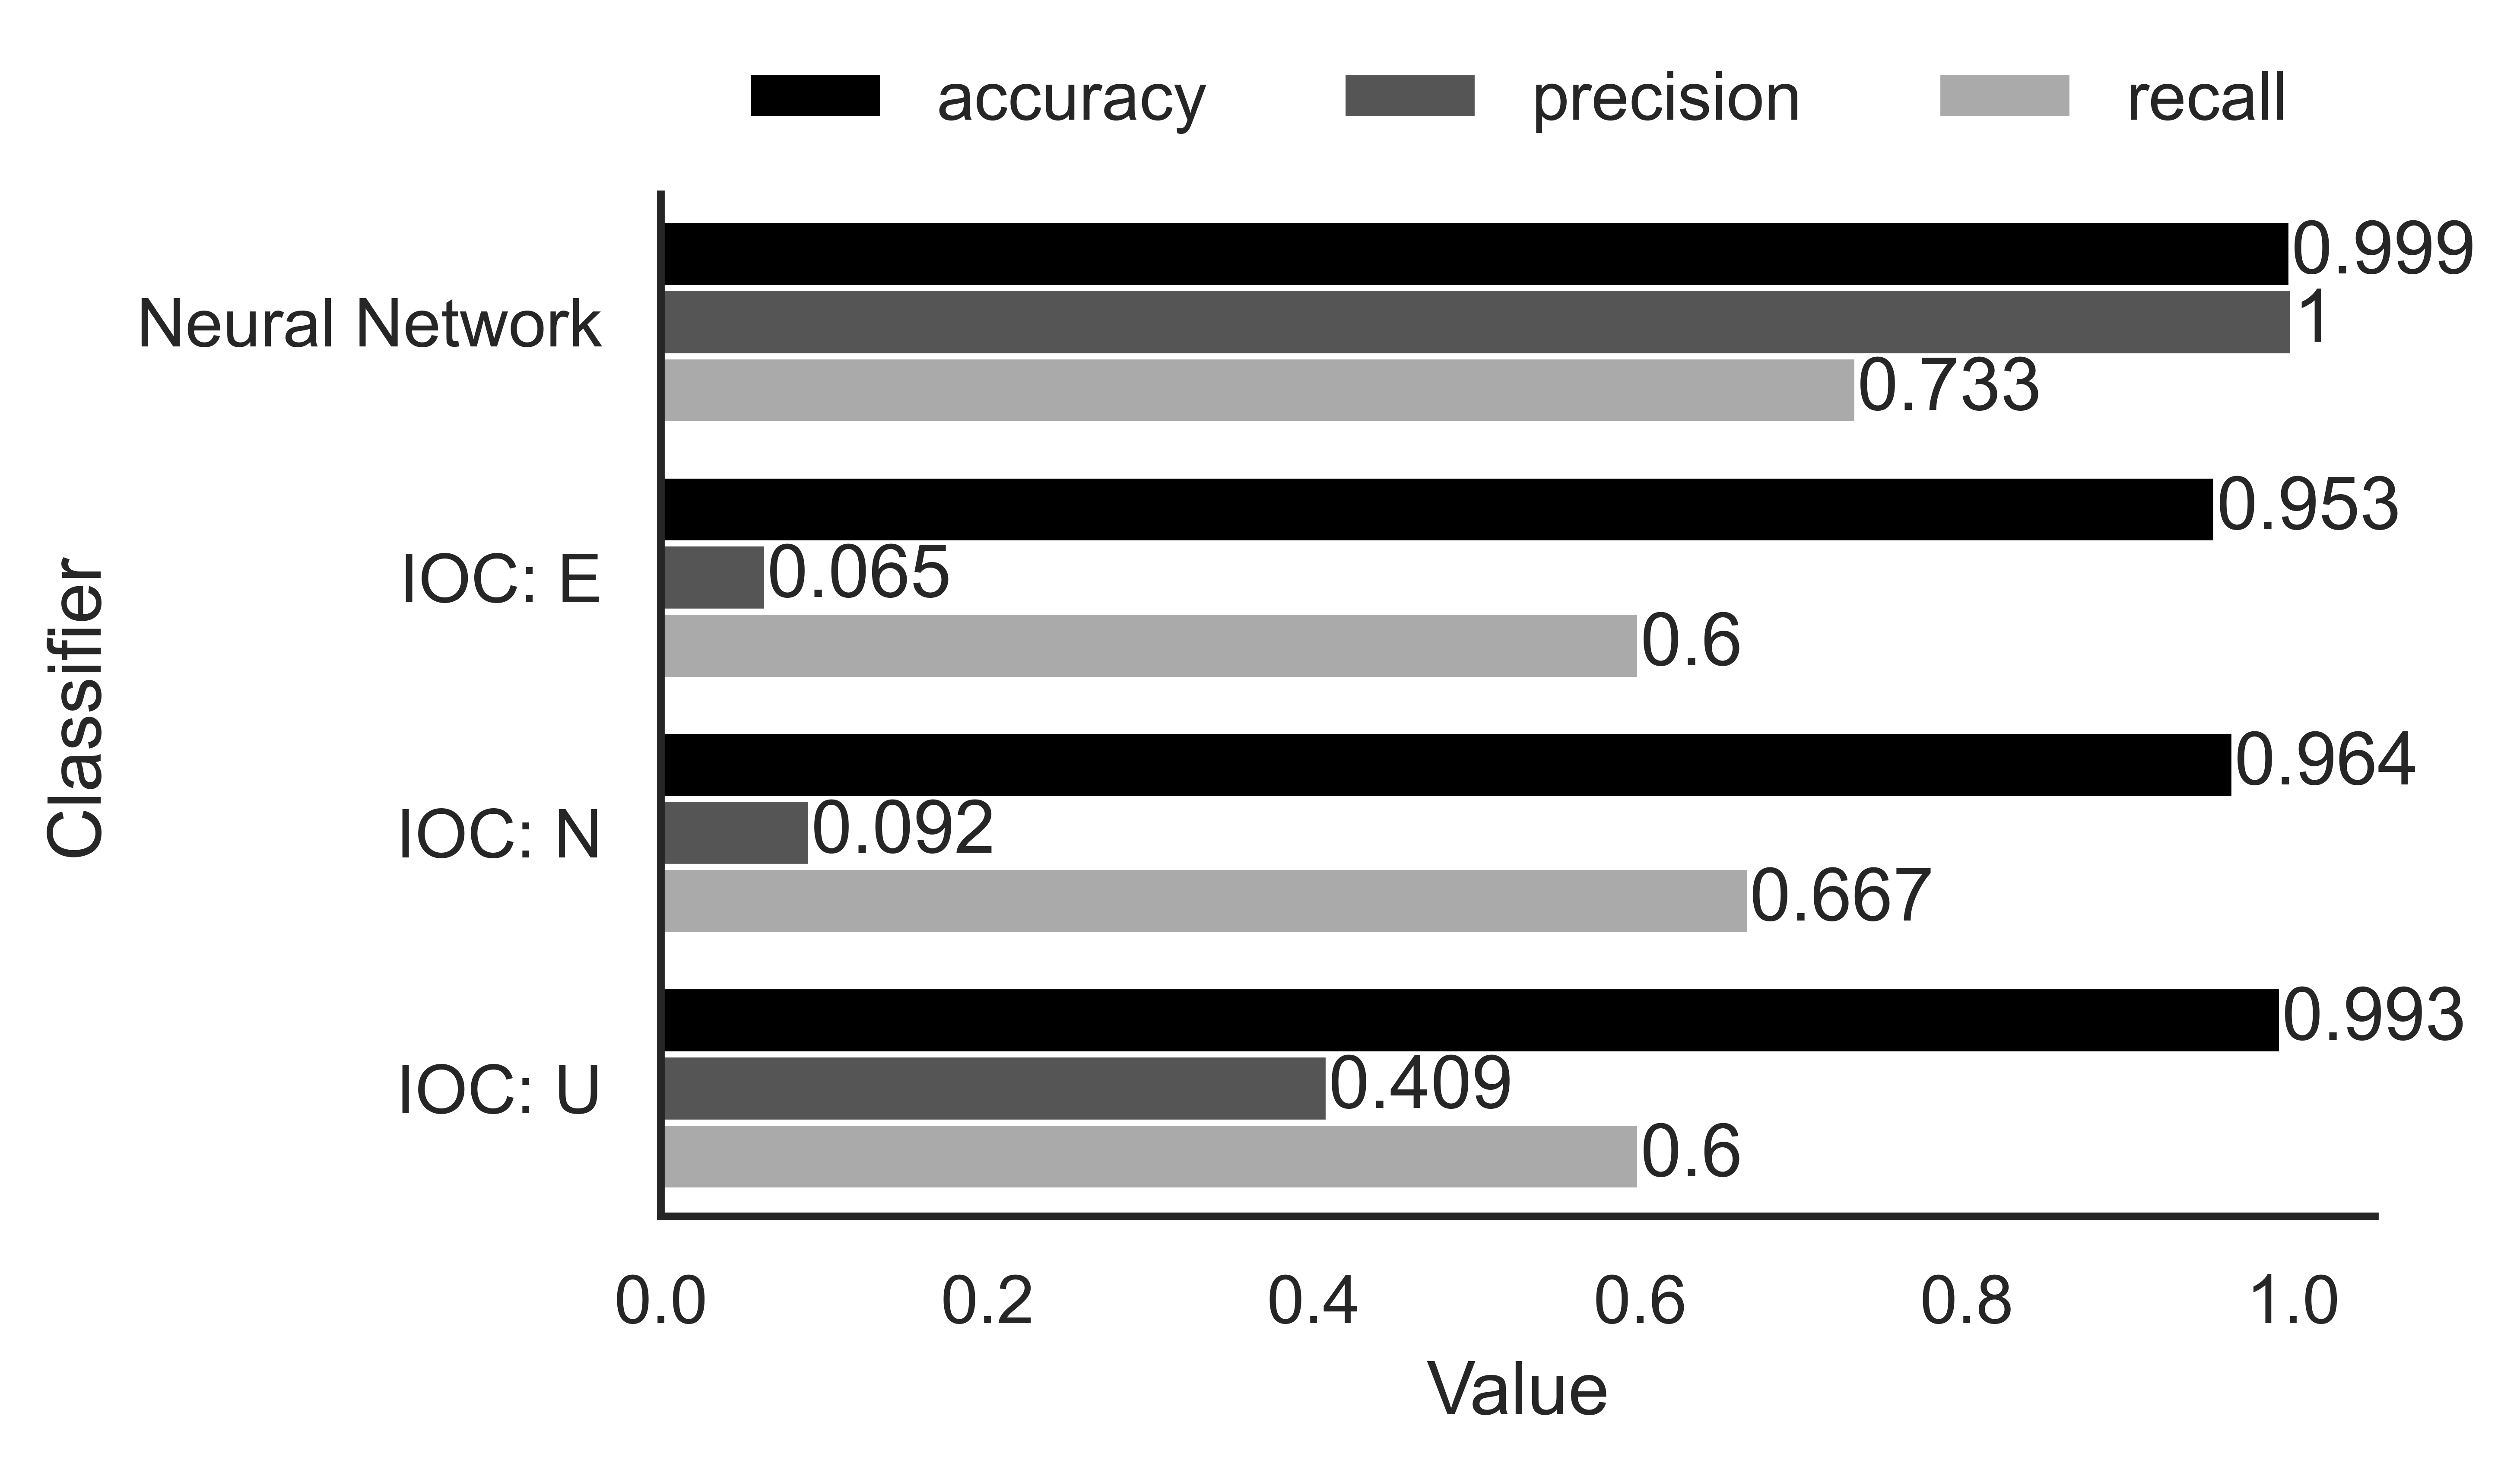 accuracy precision recall
0.999
Neural Network 1
0.733
0.953
IOC: E 0.065
0.6
0.964
IOC: N 0.092
0.667
0.993
IOC: U 0.409
0.6
Classifier
0.0 0.2 0.4 0.6 0.8 1.0
Value